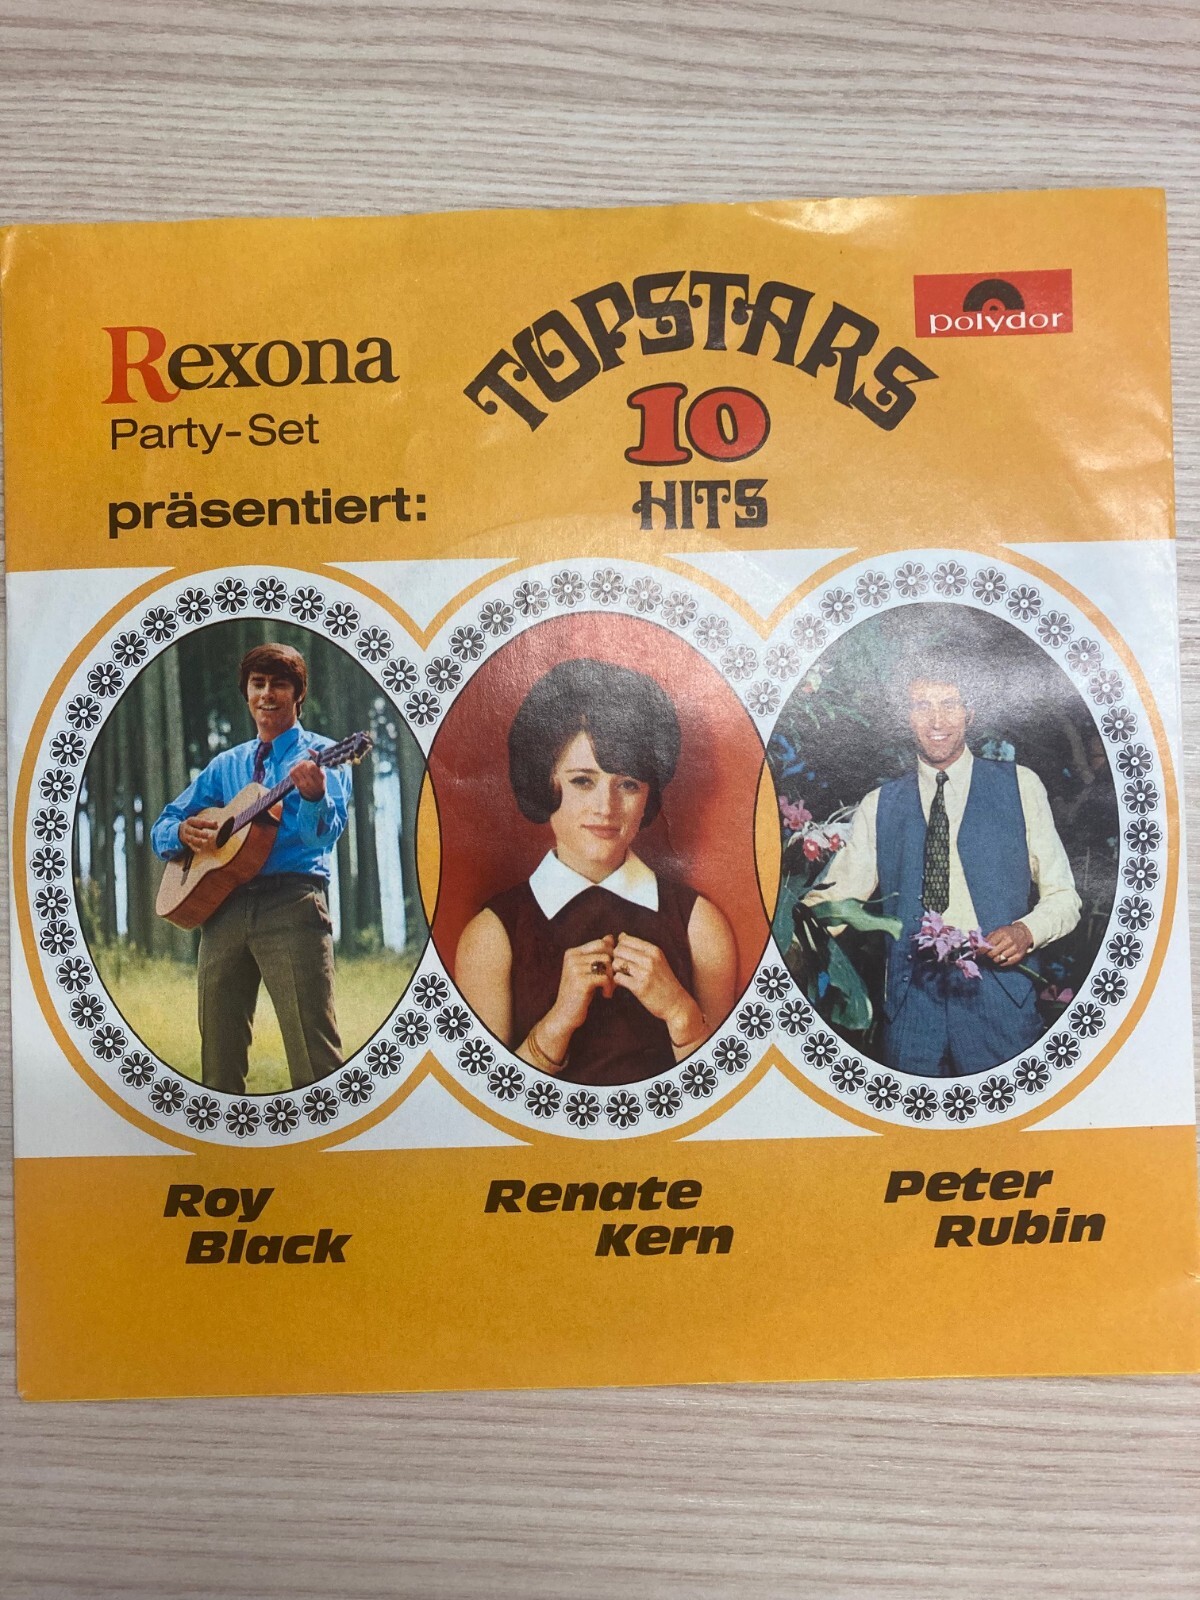 Rexona
Party-Set
präsentiert:
TOPSTARS
10
HITS
polydor
Roy
Black
Renate
Kern
Peter
Rubin